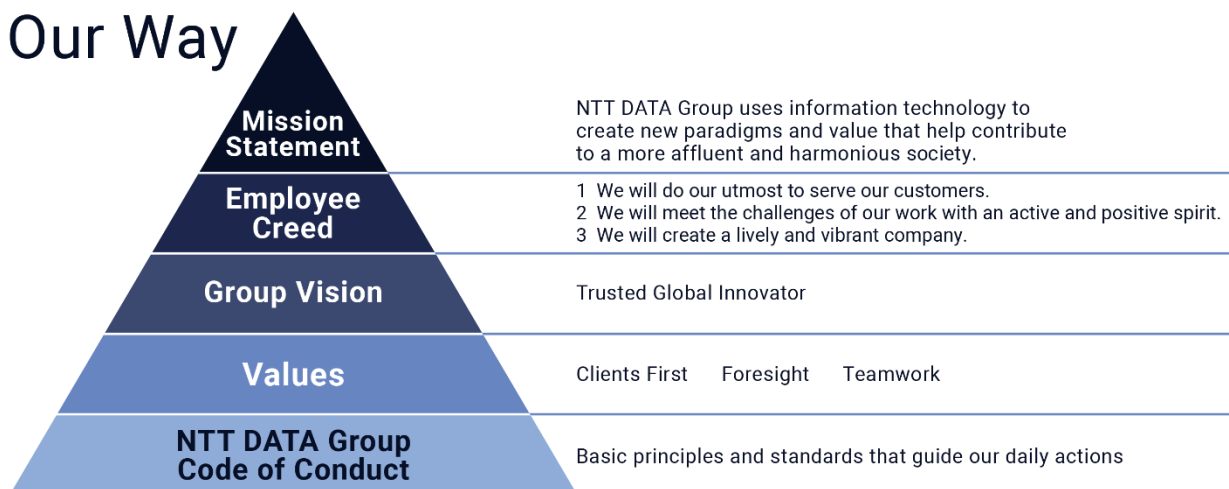 Our Way
Mission
Statement
NTT DATA Group uses information technology to
create new paradigms and value that help contribute
to a more affluent and harmonious society.
Employee
Creed
1 We will do our utmost to serve our customers.
2 We will meet the challenges of our work with an active and positive spirit.
3 We will create a lively and vibrant company.
Group Vision
Trusted Global Innovator
Values
Clients First Foresight Teamwork
NTT DATA Group
Code of Conduct
Basic principles and standards that guide our daily actions